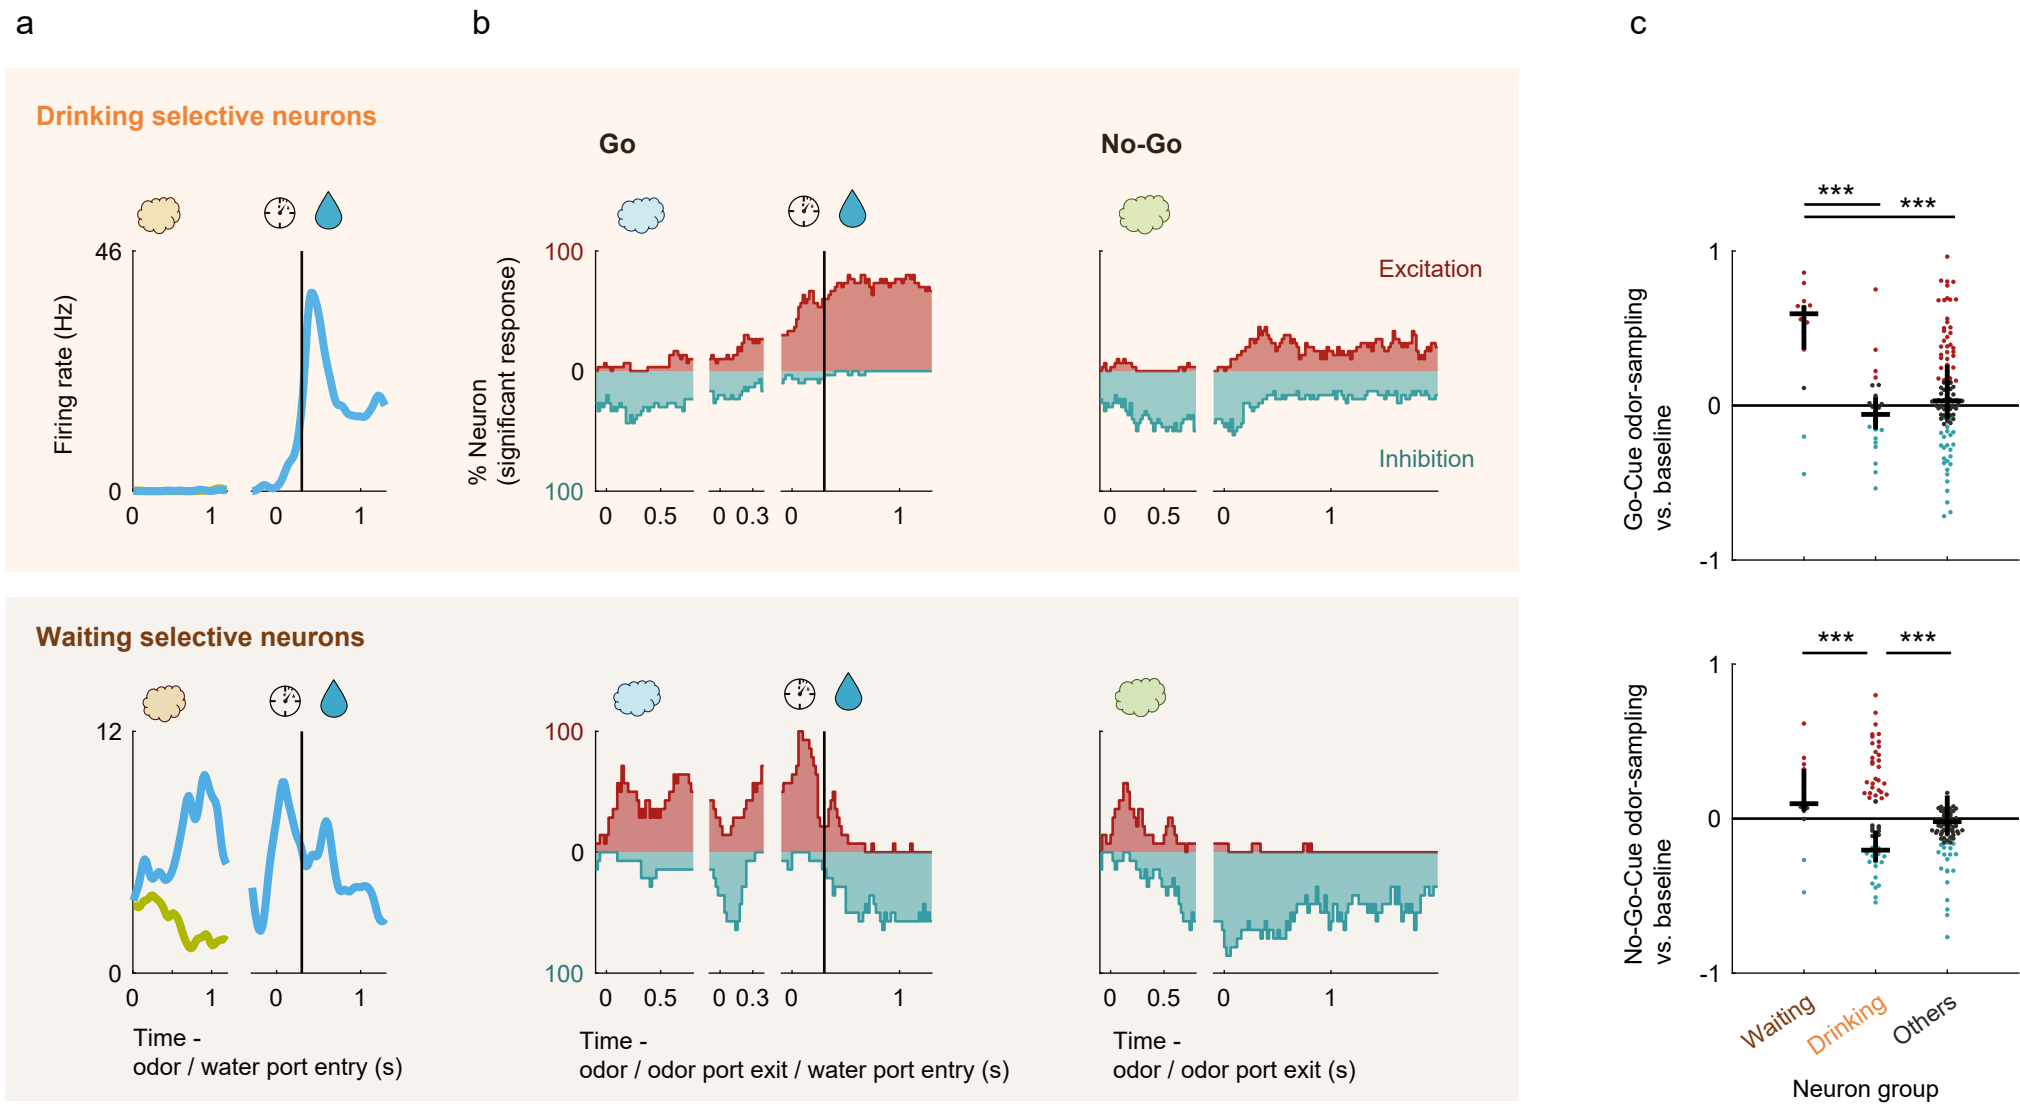 a
b
c
Drinking selective neurons
Go
No-Go
46
0
Firing rate (Hz)
0 1 0 1
% Neuron
(significant response)
100
0
100
0 0.5 0 0.3 0 1
Excitation
Inhibition
0 0.5 0 1
*** ***
Go-Cue odor-sampling
vs. baseline
1
0
-1
Waiting selective neurons
12
0
0 1 0 1
Time -
odor / water port entry (s)
100
0
100
0 0.5 0 0.3 0 1
Time -
odor / odor port exit / water port entry (s)
0 0.5 0 1
Time -
odor / odor port exit (s)
*** ***
No-Go-Cue odor-sampling
vs. baseline
1
0
-1
Waiting Drinking Others
Neuron group